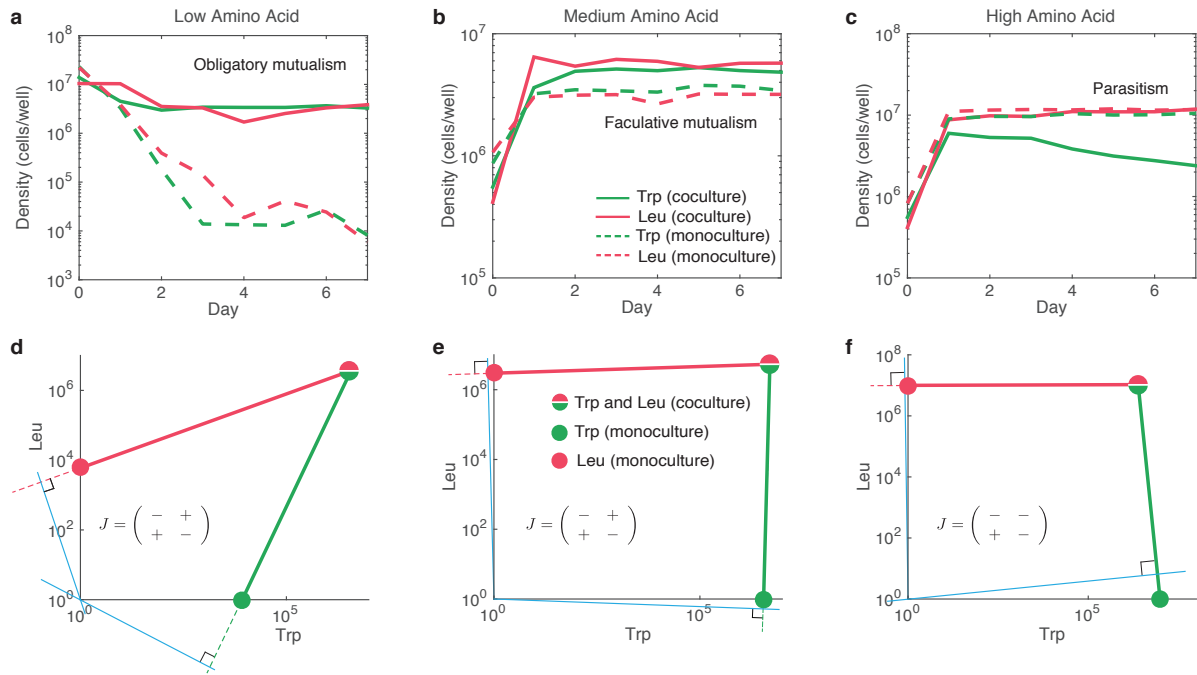 a
Low Amino Acid
Density (cells/well)
10^8
10^7
10^6
10^5
10^4
10^3
Obligatory mutualism
0 2 4 6
Day
b
Medium Amino Acid
Density (cells/well)
10^7
10^6
10^5
Faculative mutualism
Trp (coculture)
Leu (coculture)
Trp (monoculture)
Leu (monoculture)
0 2 4 6
Day
c
High Amino Acid
Density (cells/well)
10^8
10^7
10^6
10^5
Parasitism
0 2 4 6
Day
d
Leu
10^6
10^4
10^2
10^0
J = ( − +
+ − )
10^0 10^5
Trp
e
Leu
10^6
10^4
10^2
10^0
Trp and Leu (coculture)
Trp (monoculture)
Leu (monoculture)
J = ( − +
+ − )
10^0 10^5
Trp
f
Leu
10^8
10^6
10^4
10^2
10^0
J = ( − −
+ − )
10^0 10^5
Trp